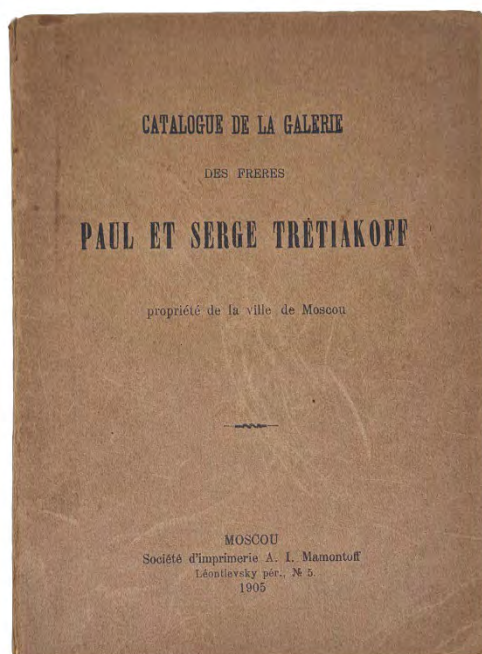 CATALOGUE DE LA GALERIE
DES FRERES
PAUL ET SERGE TRÉTIAKOFF
propriété de la ville de Moscou
MOSCOU
Société d'imprimerie A. I. Mamontoff
Léontievsky pér., № 5.
1905